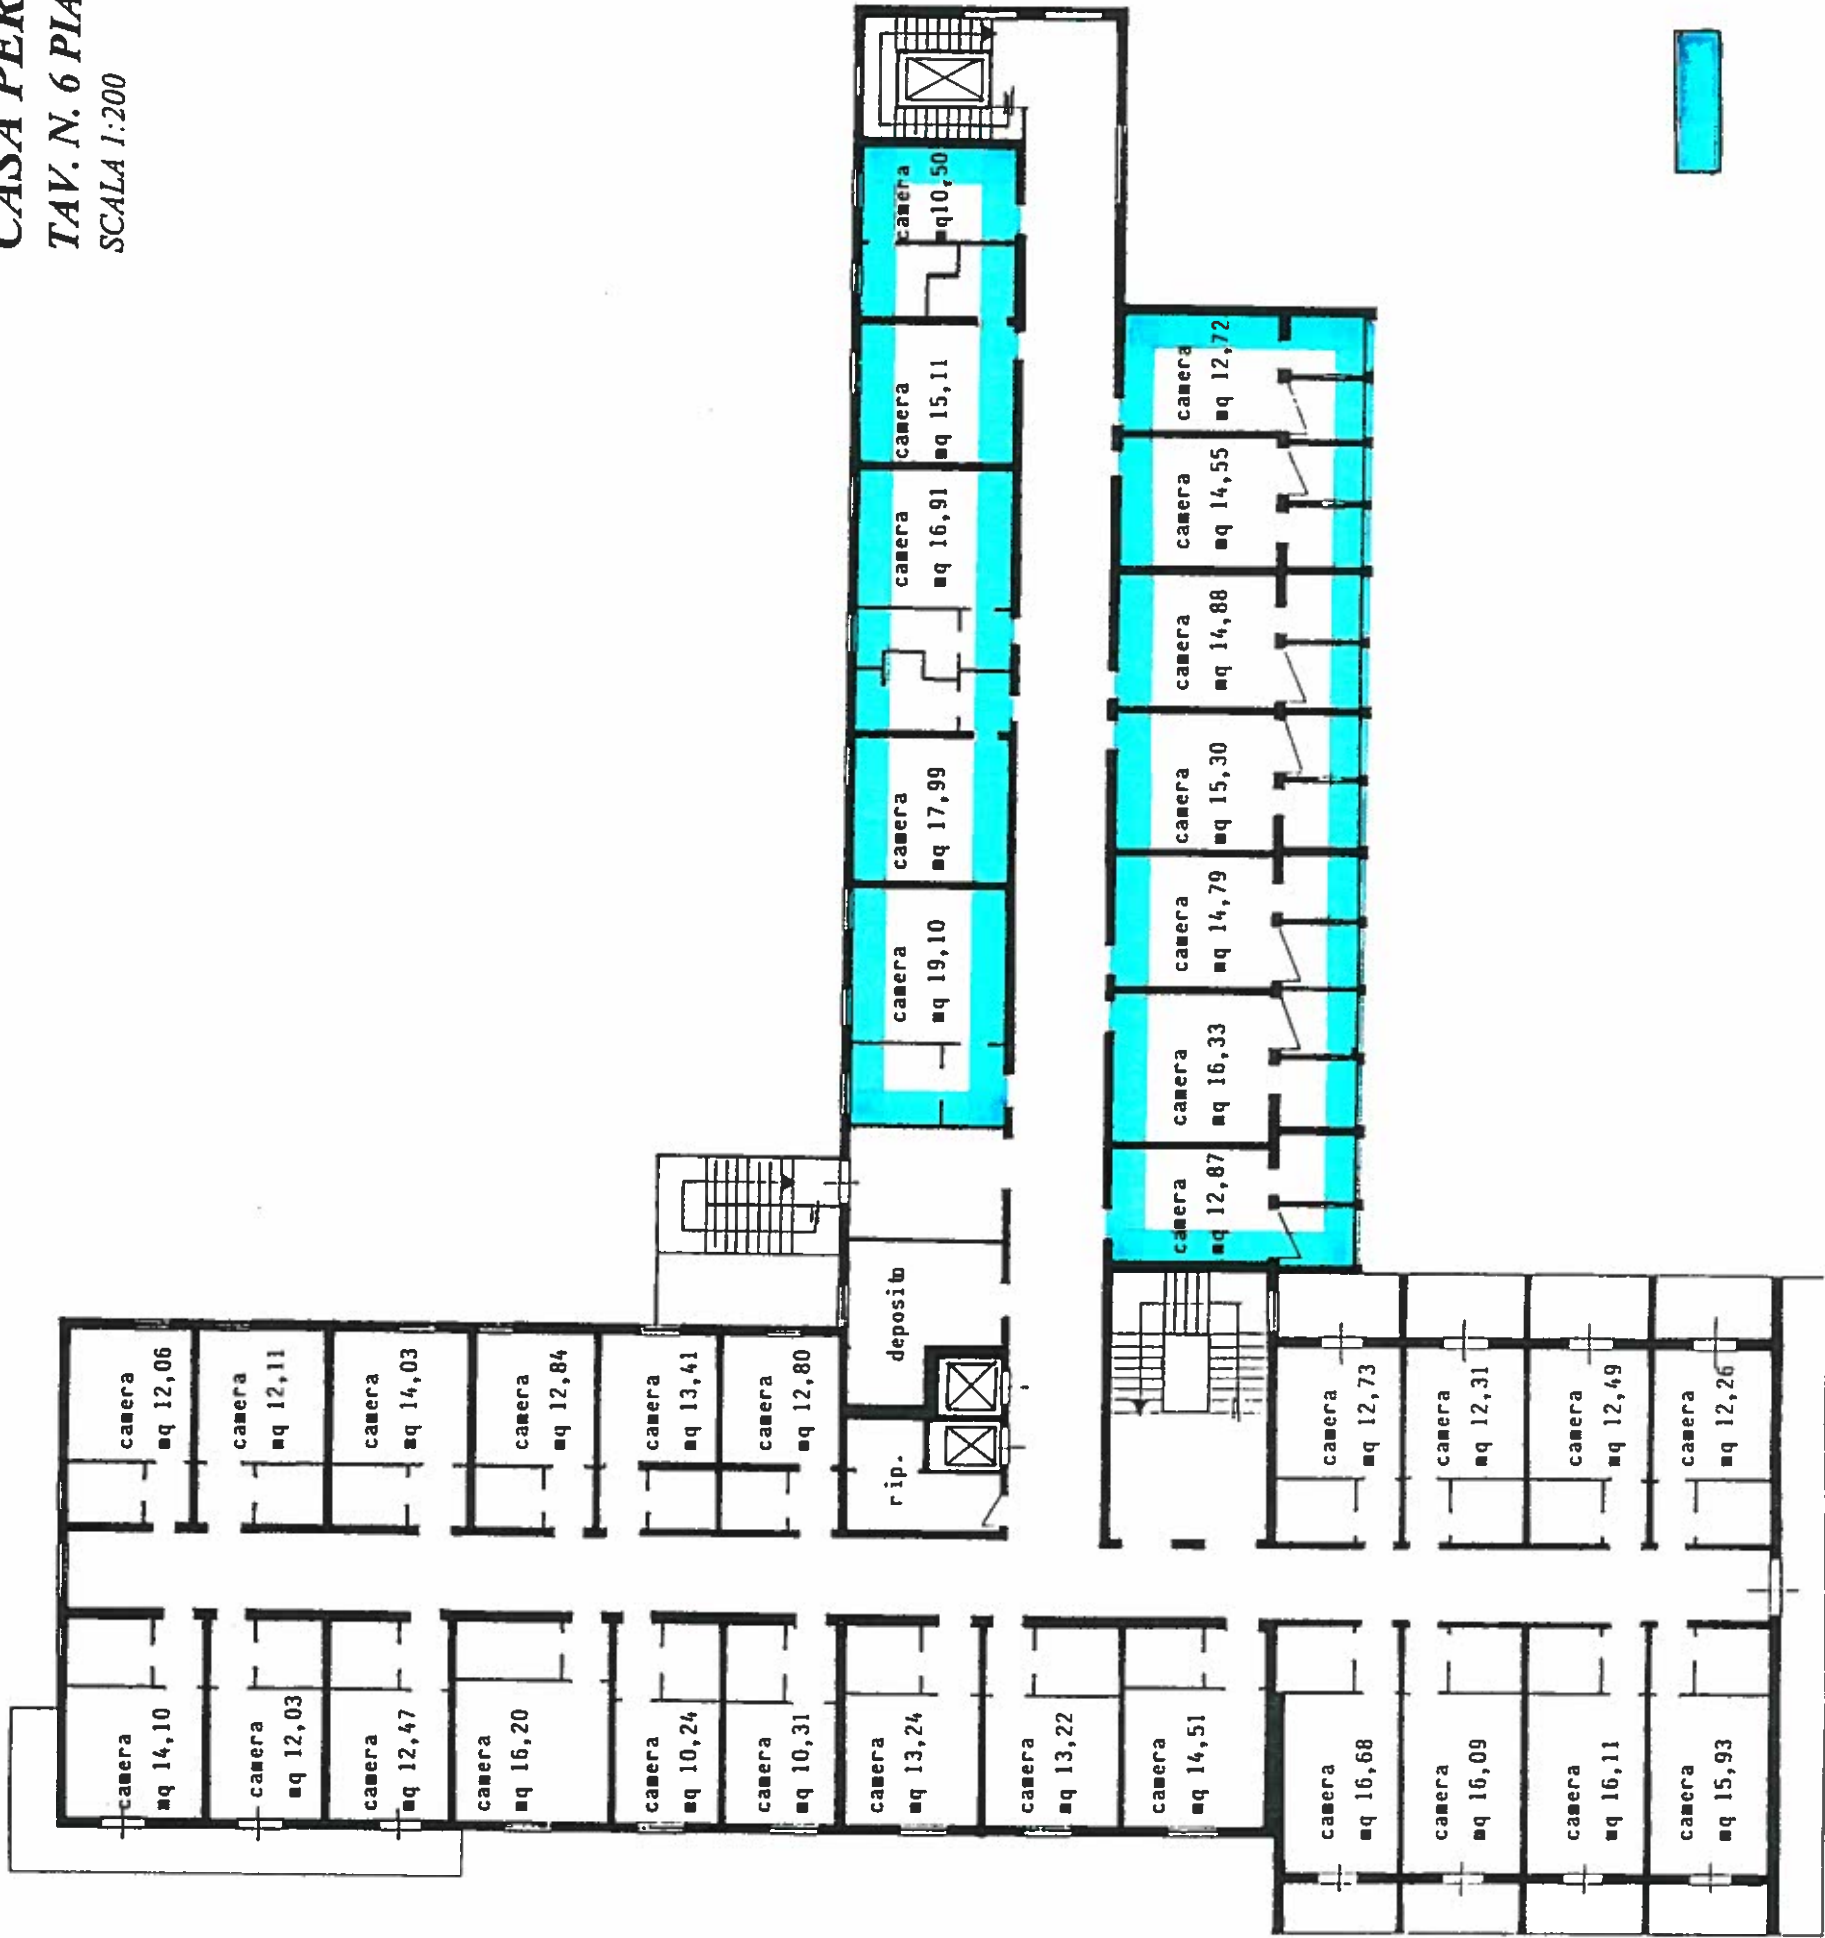 CASA PER
TAV. N. 6 PIA
SCALA 1:200
camera
mq 10,50
camera
mq 15,11
camera
mq 16,91
camera
mq 17,99
camera
mq 19,10
camera
mq 12,72
camera
mq 14,55
camera
mq 14,88
camera
mq 15,30
camera
mq 14,79
camera
mq 16,33
camera
mq 12,87
deposito
rip.
camera
mq 12,06
camera
mq 12,11
camera
mq 14,03
camera
mq 12,84
camera
mq 13,41
camera
mq 12,80
camera
mq 12,73
camera
mq 12,31
camera
mq 12,49
camera
mq 12,26
camera
mq 14,10
camera
mq 12,03
camera
mq 12,47
camera
mq 16,20
camera
mq 10,24
camera
mq 10,31
camera
mq 13,24
camera
mq 13,22
camera
mq 14,51
camera
mq 16,68
camera
mq 16,09
camera
mq 16,11
camera
mq 15,93